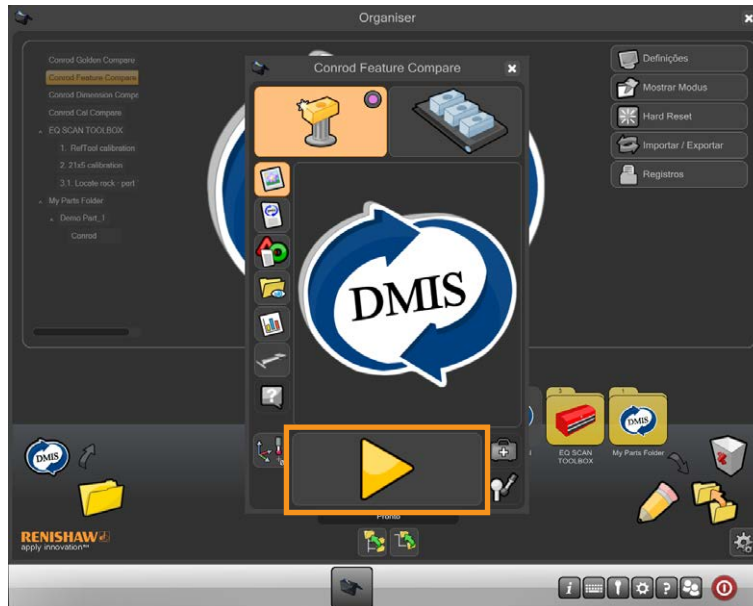 Organiser
Conrod Golden Compare
Conrod Feature Compare
Conrod Dimension Compr
Conrod Cal Compare
EQ SCAN TOOLBOX
1. RefTool calibration
2. 21x5 calibration
3.1. Locate rock - part
My Parts Folder
Demo Part_1
Conrod
Conrod Feature Compare
DMIS
Definições
Mostrar Modus
Hard Reset
Importar / Exportar
Registros
DMIS
EQ SCAN
TOOLBOX
DMIS
My Parts Folder
Pronto
RENISHAW
apply innovation™